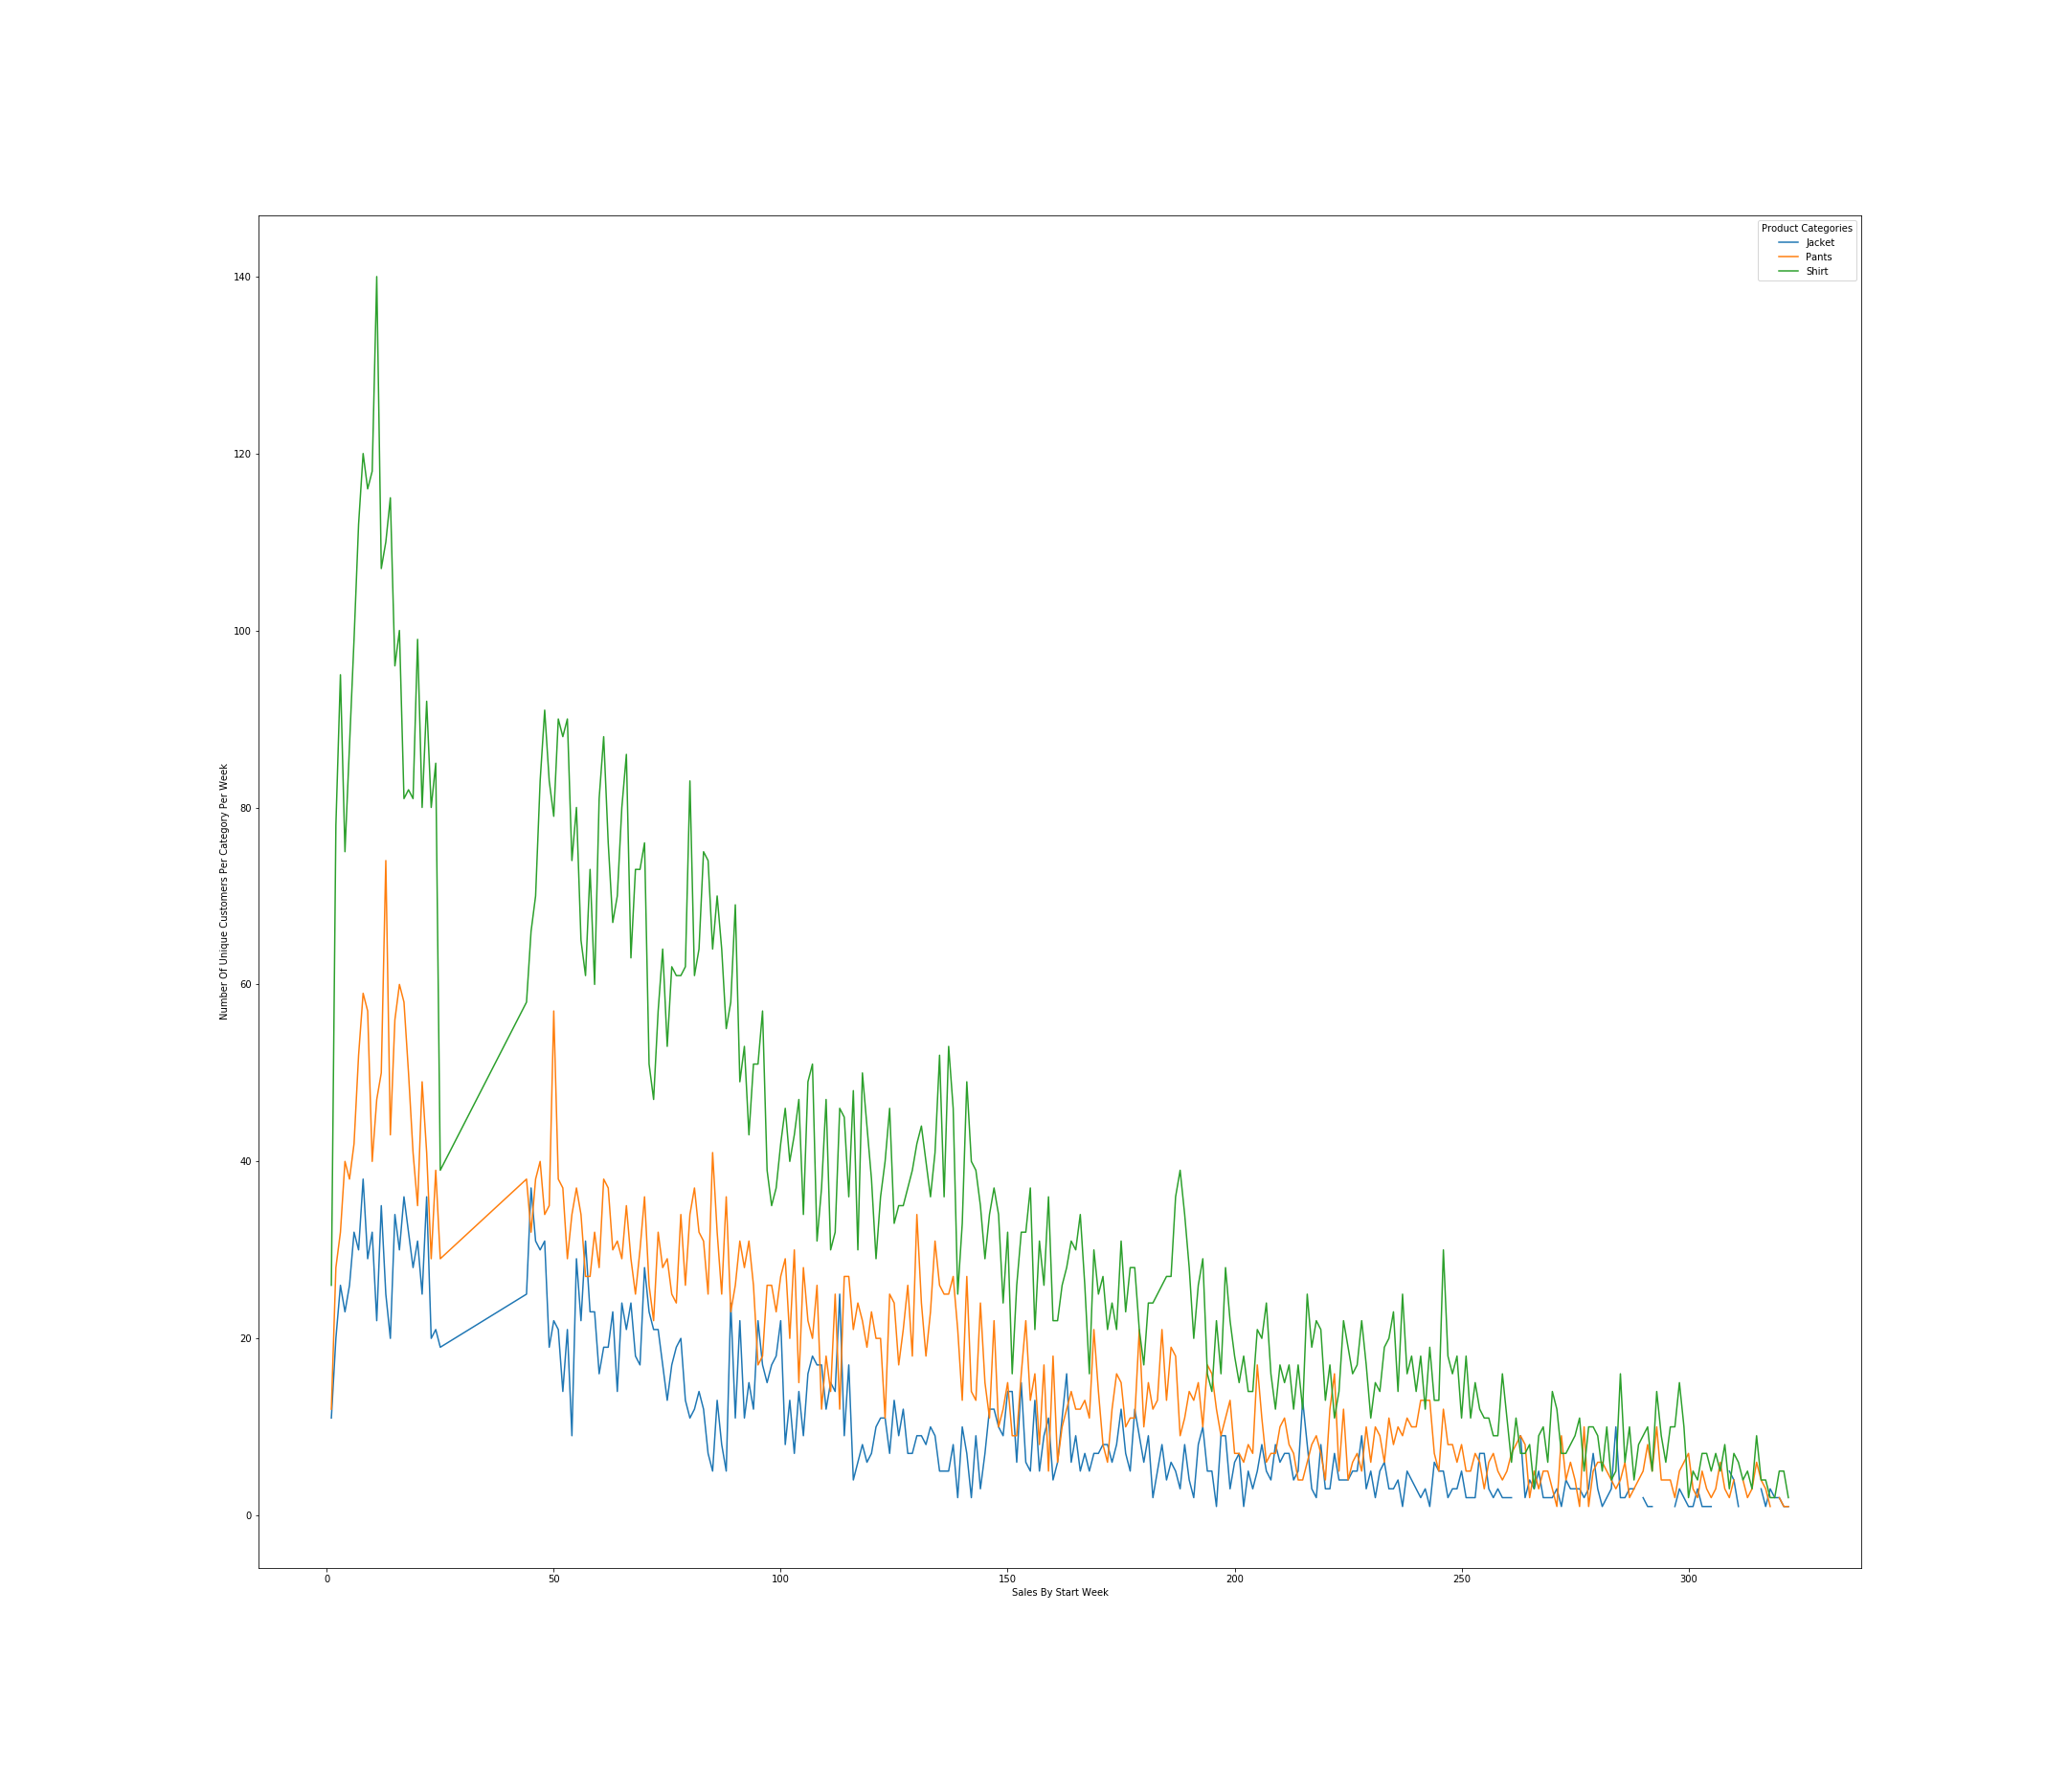 Product Categories
Jacket
Pants
Shirt
140
120
100
80
60
40
20
0
Number Of Unique Customers Per Category Per Week
0 50 100 150 200 250 300
Sales By Start Week